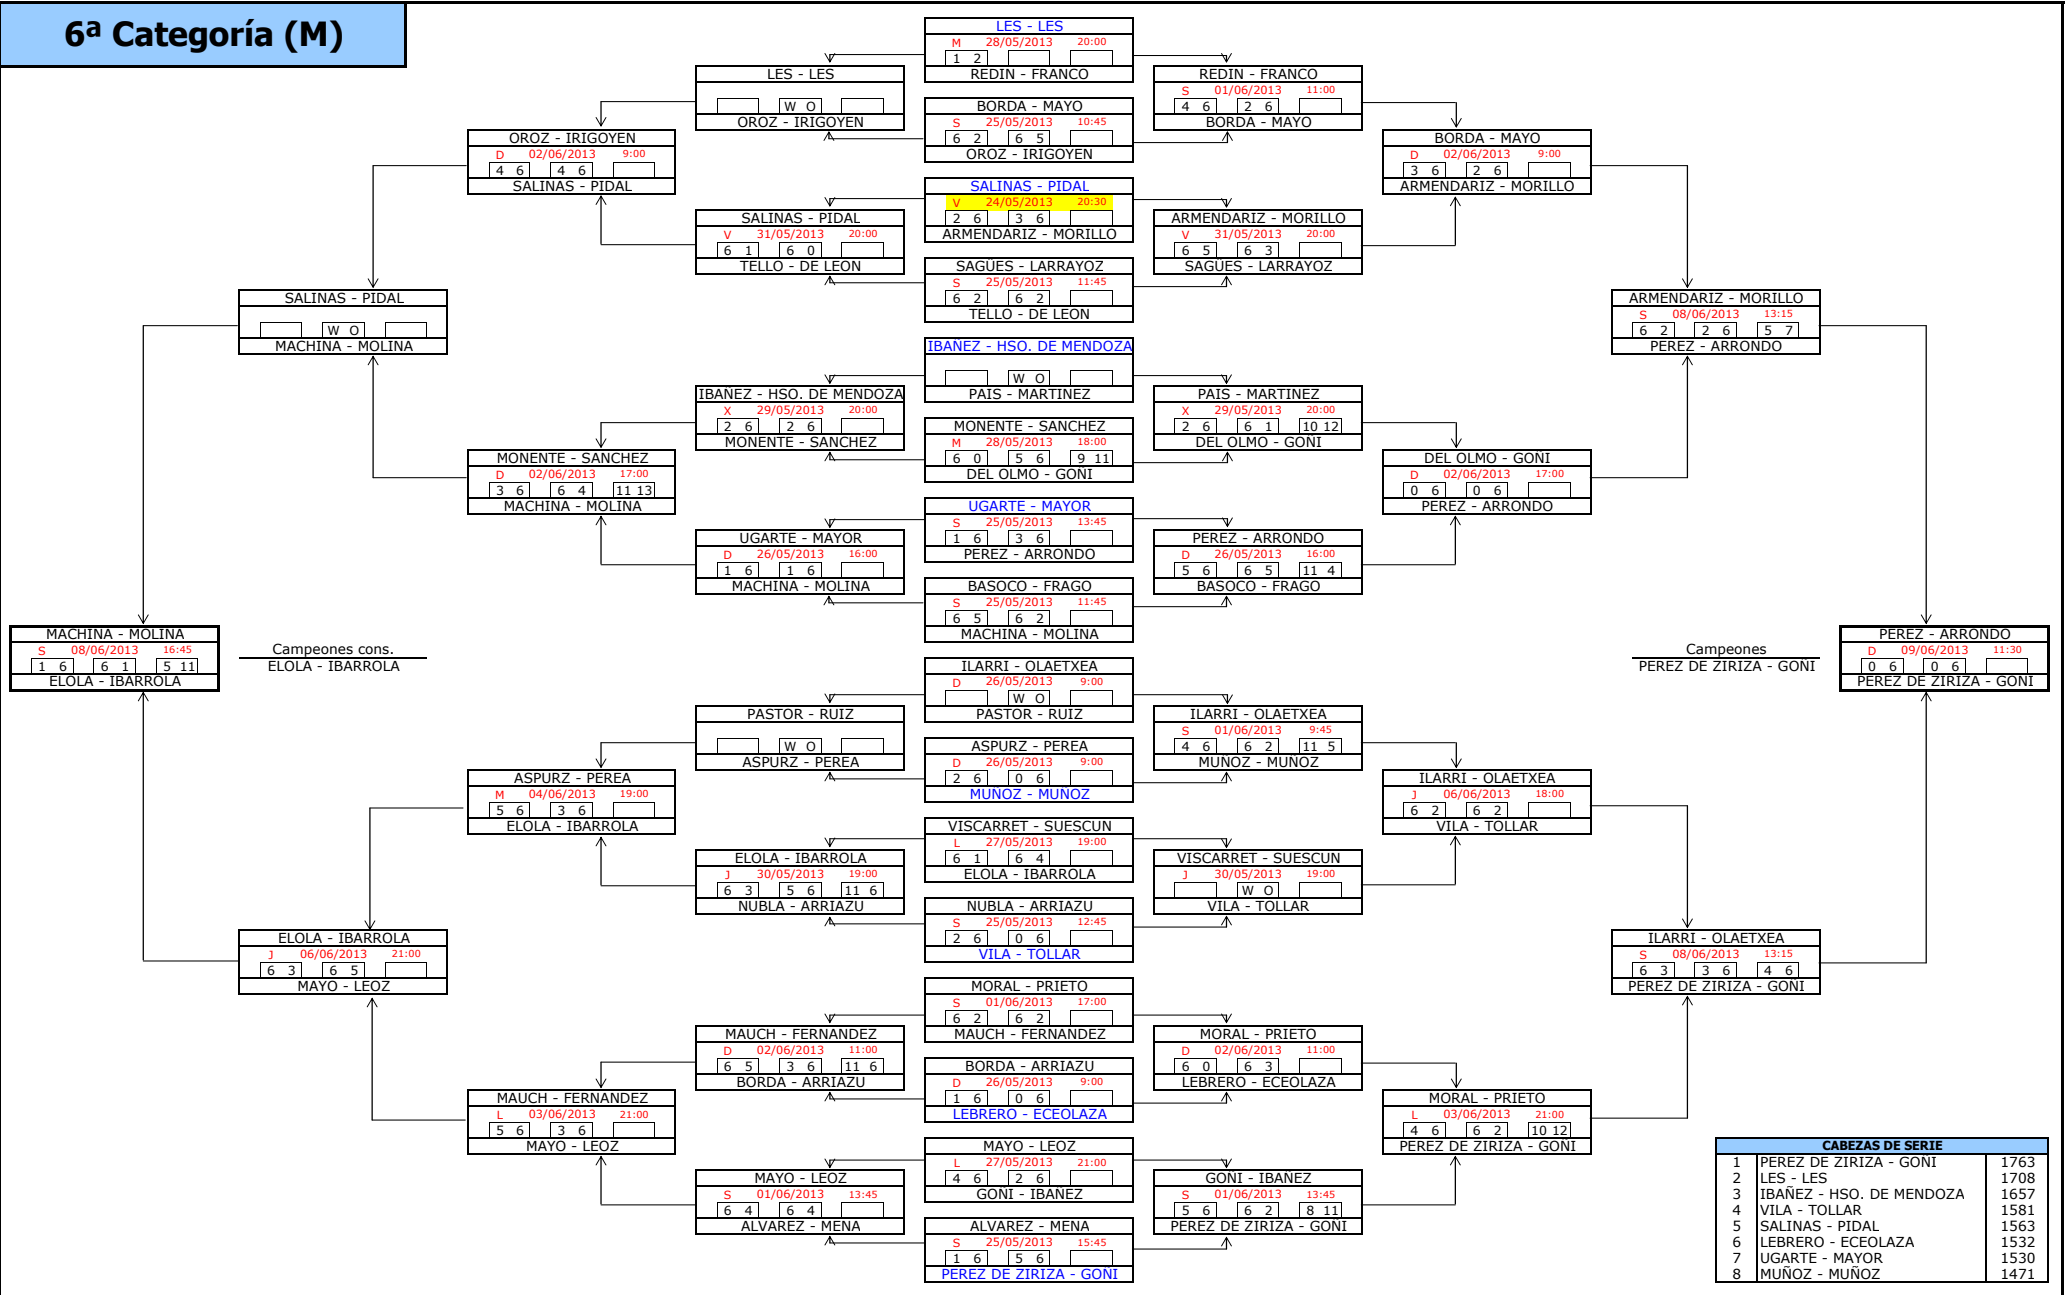 6ª Categoría (M)
LES - LES
M 28/05/2013 20:00
1 2
REDIN - FRANCO
BORDA - MAYO
S 25/05/2013 10:45
6 2 6 5
OROZ - IRIGOYEN
SALINAS - PIDAL
V 24/05/2013 20:30
2 6 3 6
ARMENDARIZ - MORILLO
SAGÜES - LARRAYOZ
S 25/05/2013 11:45
6 2 6 2
TELLO - DE LEON
IBAÑEZ - HSO. DE MENDOZA
W O
PAIS - MARTINEZ
MONENTE - SANCHEZ
M 28/05/2013 18:00
6 0 5 6 9 11
DEL OLMO - GOÑI
UGARTE - MAYOR
S 25/05/2013 13:45
1 6 3 6
PEREZ - ARRONDO
BASOCO - FRAGO
S 25/05/2013 11:45
6 5 6 2
MACHINA - MOLINA
ILARRI - OLAETXEA
D 26/05/2013 9:00
W O
PASTOR - RUIZ
ASPURZ - PEREA
D 26/05/2013 9:00
2 6 0 6
MUÑOZ - MUÑOZ
VISCARRET - SUESCUN
L 27/05/2013 19:00
6 1 6 4
ELOLA - IBARROLA
NUBLA - ARRIAZU
S 25/05/2013 12:45
2 6 0 6
VILA - TOLLAR
MORAL - PRIETO
S 01/06/2013 17:00
6 2 6 2
MAUCH - FERNANDEZ
BORDA - ARRIAZU
D 26/05/2013 9:00
1 6 0 6
LEBRERO - ECEOLAZA
MAYO - LEOZ
L 27/05/2013 21:00
4 6 2 6
GOÑI - IBAÑEZ
ALVAREZ - MENA
S 25/05/2013 15:45
1 6 5 6
PEREZ DE ZIRIZA - GOÑI
LES - LES
W O
OROZ - IRIGOYEN
SALINAS - PIDAL
V 31/05/2013 20:00
6 1 6 0
TELLO - DE LEON
IBAÑEZ - HSO. DE MENDOZA
X 29/05/2013 20:00
2 6 2 6
MONENTE - SANCHEZ
UGARTE - MAYOR
D 26/05/2013 16:00
1 6 1 6
MACHINA - MOLINA
PASTOR - RUIZ
W O
ASPURZ - PEREA
ELOLA - IBARROLA
J 30/05/2013 19:00
6 3 5 6 11 6
NUBLA - ARRIAZU
MAUCH - FERNANDEZ
D 02/06/2013 11:00
6 5 3 6 11 6
BORDA - ARRIAZU
MAYO - LEOZ
S 01/06/2013 13:45
6 4 6 4
ALVAREZ - MENA
OROZ - IRIGOYEN
D 02/06/2013 9:00
4 6 4 6
SALINAS - PIDAL
MONENTE - SANCHEZ
D 02/06/2013 17:00
3 6 6 4 11 13
MACHINA - MOLINA
ASPURZ - PEREA
M 04/06/2013 19:00
5 6 3 6
ELOLA - IBARROLA
MAUCH - FERNANDEZ
L 03/06/2013 21:00
5 6 3 6
MAYO - LEOZ
SALINAS - PIDAL
W O
MACHINA - MOLINA
ELOLA - IBARROLA
J 06/06/2013 21:00
6 3 6 5
MAYO - LEOZ
MACHINA - MOLINA
S 08/06/2013 16:45
1 6 6 1 5 11
ELOLA - IBARROLA
Campeones cons.
ELOLA - IBARROLA
REDIN - FRANCO
S 01/06/2013 11:00
4 6 2 6
BORDA - MAYO
ARMENDARIZ - MORILLO
V 31/05/2013 20:00
6 5 6 3
SAGÜES - LARRAYOZ
PAIS - MARTINEZ
X 29/05/2013 20:00
2 6 6 1 10 12
DEL OLMO - GOÑI
PEREZ - ARRONDO
D 26/05/2013 16:00
5 6 6 5 11 4
BASOCO - FRAGO
ILARRI - OLAETXEA
S 01/06/2013 9:45
4 6 6 2 11 5
MUÑOZ - MUÑOZ
VISCARRET - SUESCUN
J 30/05/2013 19:00
W O
VILA - TOLLAR
MORAL - PRIETO
D 02/06/2013 11:00
6 0 6 3
LEBRERO - ECEOLAZA
GOÑI - IBAÑEZ
S 01/06/2013 13:45
5 6 6 2 8 11
PEREZ DE ZIRIZA - GOÑI
BORDA - MAYO
D 02/06/2013 9:00
3 6 2 6
ARMENDARIZ - MORILLO
DEL OLMO - GOÑI
D 02/06/2013 17:00
0 6 0 6
PEREZ - ARRONDO
ILARRI - OLAETXEA
J 06/06/2013 18:00
6 2 6 2
VILA - TOLLAR
MORAL - PRIETO
L 03/06/2013 21:00
4 6 6 2 10 12
PEREZ DE ZIRIZA - GOÑI
ARMENDARIZ - MORILLO
S 08/06/2013 13:15
6 2 2 6 5 7
PEREZ - ARRONDO
ILARRI - OLAETXEA
S 08/06/2013 13:15
6 3 3 6 4 6
PEREZ DE ZIRIZA - GOÑI
Campeones
PEREZ DE ZIRIZA - GOÑI
PEREZ - ARRONDO
D 09/06/2013 11:30
0 6 0 6
PEREZ DE ZIRIZA - GOÑI
CABEZAS DE SERIE
1 PEREZ DE ZIRIZA - GOÑI 1763
2 LES - LES 1708
3 IBAÑEZ - HSO. DE MENDOZA 1657
4 VILA - TOLLAR 1581
5 SALINAS - PIDAL 1563
6 LEBRERO - ECEOLAZA 1532
7 UGARTE - MAYOR 1530
8 MUÑOZ - MUÑOZ 1471